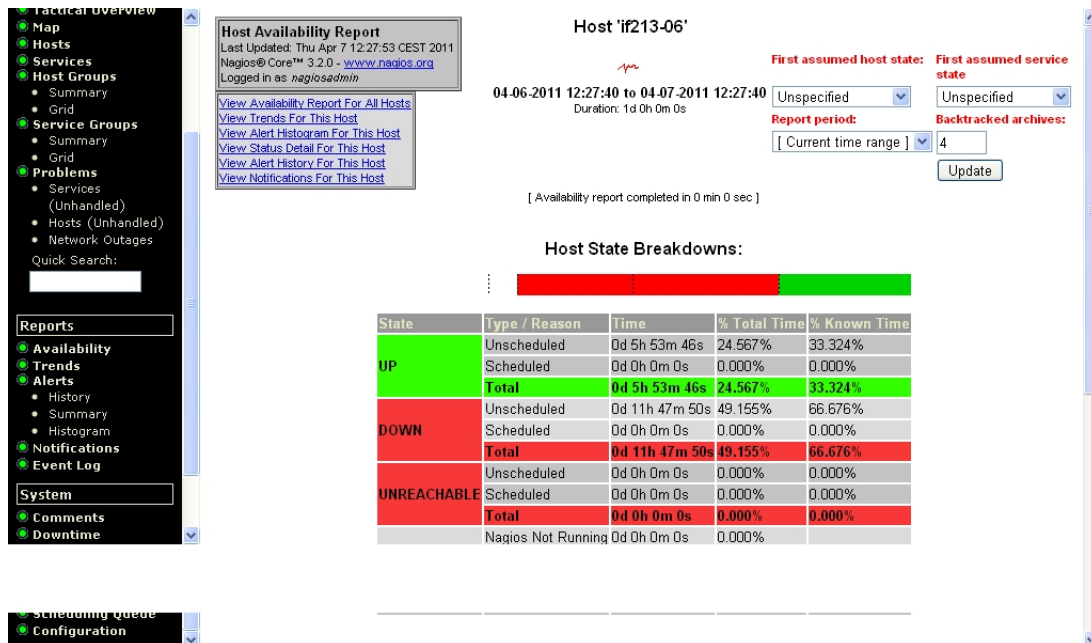 Tactical Overview
Map
Hosts
Services
Host Groups
Summary
Grid
Service Groups
Summary
Grid
Problems
Services
(Unhandled)
Hosts (Unhandled)
Network Outages
Quick Search:
Reports
Availability
Trends
Alerts
History
Summary
Histogram
Notifications
Event Log
System
Comments
Downtime
Scheduling Queue
Configuration
Host Availability Report
Last Updated: Thu Apr 7 12:27:53 CEST 2011
Nagios® Core™ 3.2.0 - www.nagios.org
Logged in as nagiosadmin
View Availability Report For All Hosts
View Trends For This Host
View Alert Histogram For This Host
View Status Detail For This Host
View Alert History For This Host
View Notifications For This Host
Host 'if213-06'
04-06-2011 12:27:40 to 04-07-2011 12:27:40
Duration: 1d 0h 0m 0s
First assumed host state: First assumed service
state
Unspecified Unspecified
Report period: Backtracked archives:
[ Current time range ] 4
Update
[ Availability report completed in 0 min 0 sec ]
Host State Breakdowns:
State Type / Reason Time % Total Time % Known Time
UP Unscheduled 0d 5h 53m 46s 24.567% 33.324%
Scheduled 0d 0h 0m 0s 0.000% 0.000%
Total 0d 5h 53m 46s 24.567% 33.324%
DOWN Unscheduled 0d 11h 47m 50s 49.155% 66.676%
Scheduled 0d 0h 0m 0s 0.000% 0.000%
Total 0d 11h 47m 50s 49.155% 66.676%
UNREACHABLE Unscheduled 0d 0h 0m 0s 0.000% 0.000%
Scheduled 0d 0h 0m 0s 0.000% 0.000%
Total 0d 0h 0m 0s 0.000% 0.000%
Nagios Not Running 0d 0h 0m 0s 0.000%